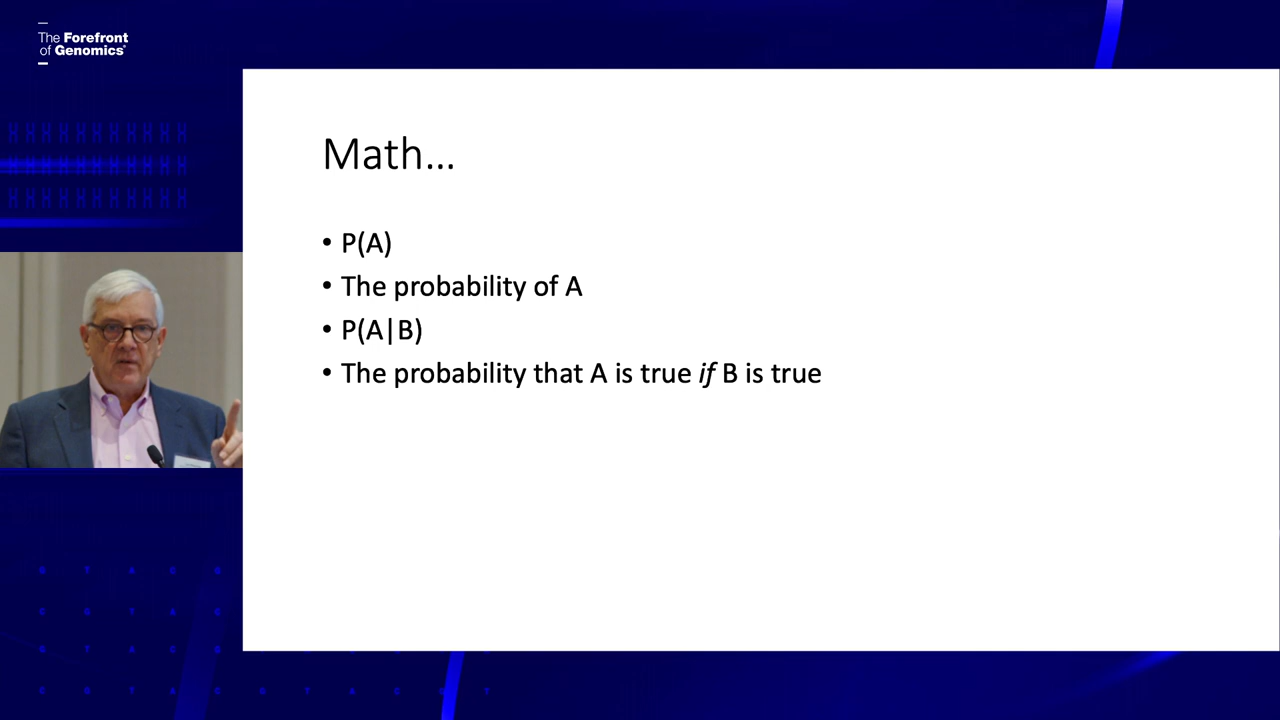 The Forefront
of Genomics®
Math…
• P(A)
• The probability of A
• P(A|B)
• The probability that A is true if B is true